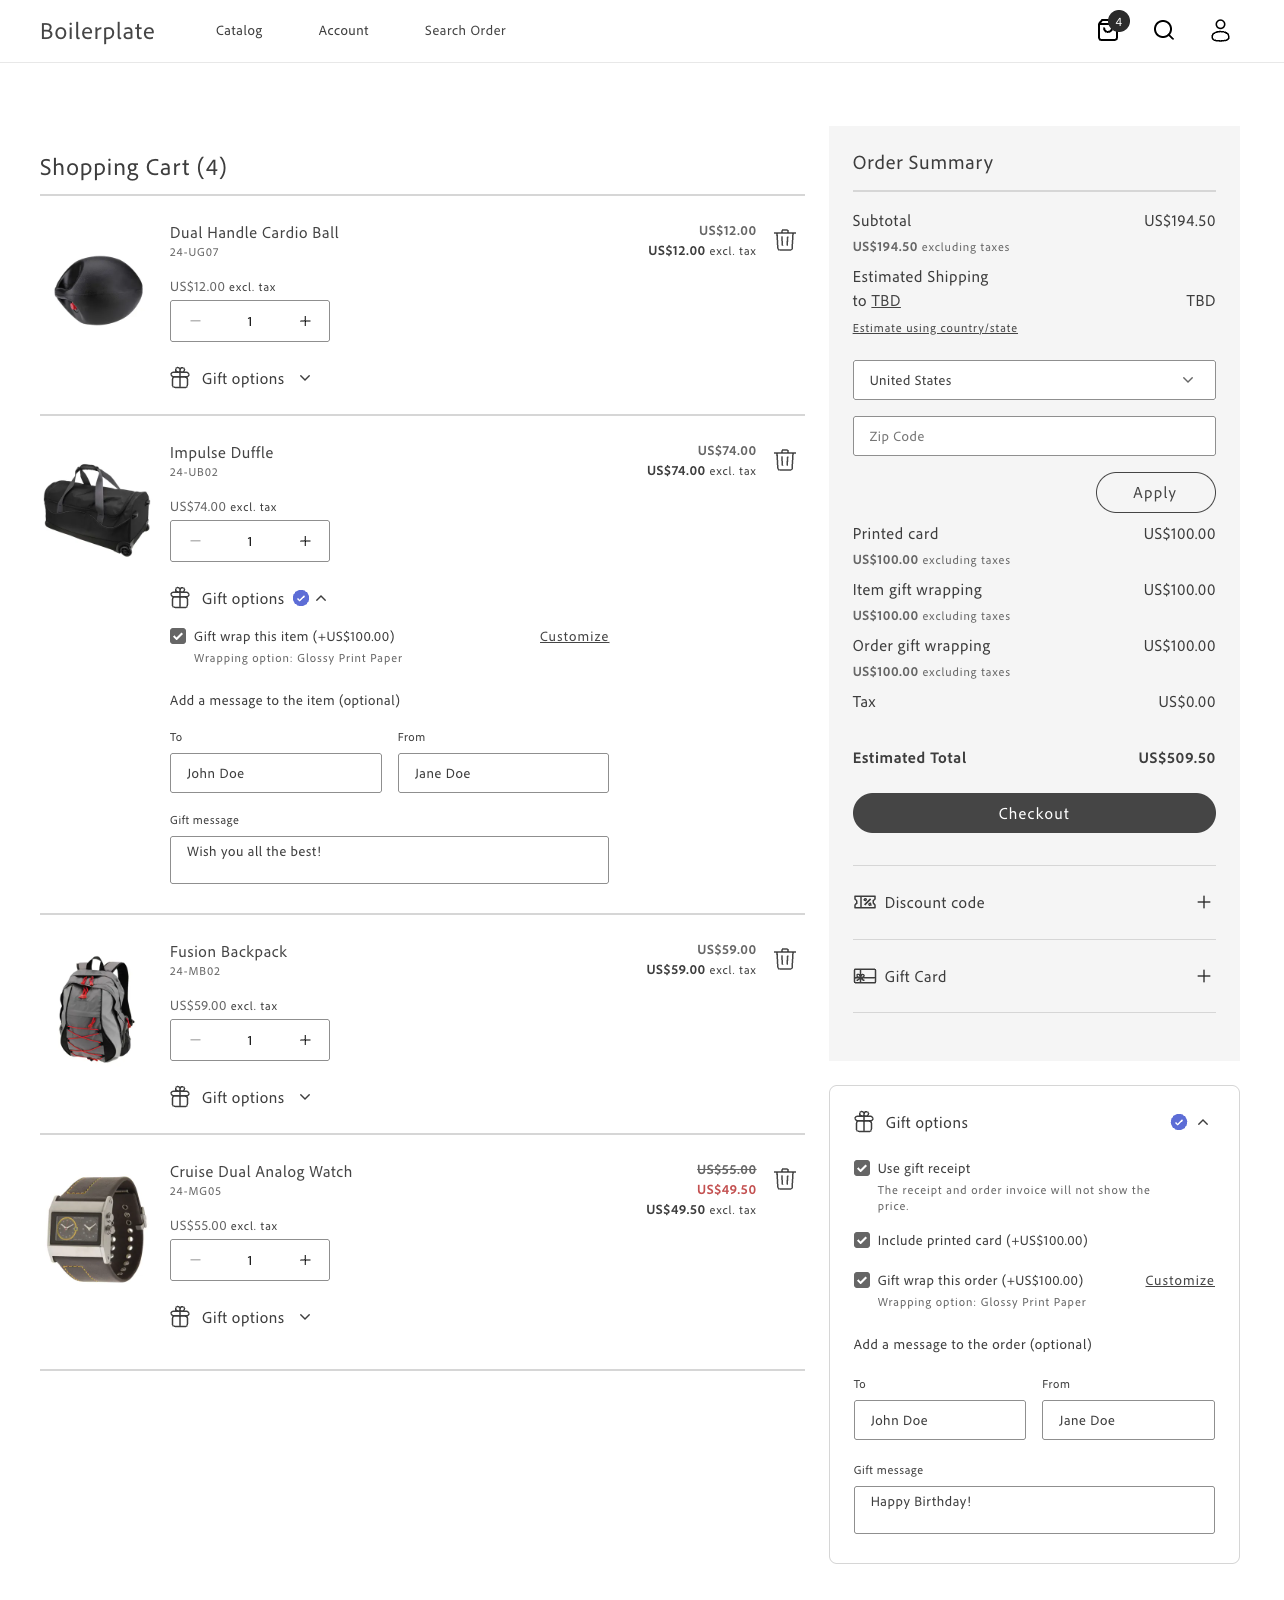 Boilerplate
Catalog
Account
Search Order
4
Shopping Cart (4)
Dual Handle Cardio Ball
24-UG07
US$12.00
US$12.00 excl. tax
US$12.00 excl. tax
1
Gift options
Impulse Duffle
24-UB02
US$74.00
US$74.00 excl. tax
US$74.00 excl. tax
1
Gift options
Gift wrap this item (+US$100.00)
Customize
Wrapping option: Glossy Print Paper
Add a message to the item (optional)
To
From
John Doe
Jane Doe
Gift message
Wish you all the best!
Fusion Backpack
24-MB02
US$59.00
US$59.00 excl. tax
US$59.00 excl. tax
1
Gift options
Cruise Dual Analog Watch
24-MG05
US$55.00
US$49.50
US$49.50 excl. tax
US$55.00 excl. tax
1
Gift options
Order Summary
Subtotal
US$194.50
US$194.50 excluding taxes
Estimated Shipping
to TBD
TBD
Estimate using country/state
United States
Zip Code
Apply
Printed card
US$100.00
US$100.00 excluding taxes
Item gift wrapping
US$100.00
US$100.00 excluding taxes
Order gift wrapping
US$100.00
US$100.00 excluding taxes
Tax
US$0.00
Estimated Total
US$509.50
Checkout
Discount code
Gift Card
Gift options
Use gift receipt
The receipt and order invoice will not show the
price.
Include printed card (+US$100.00)
Gift wrap this order (+US$100.00)
Customize
Wrapping option: Glossy Print Paper
Add a message to the order (optional)
To
From
John Doe
Jane Doe
Gift message
Happy Birthday!